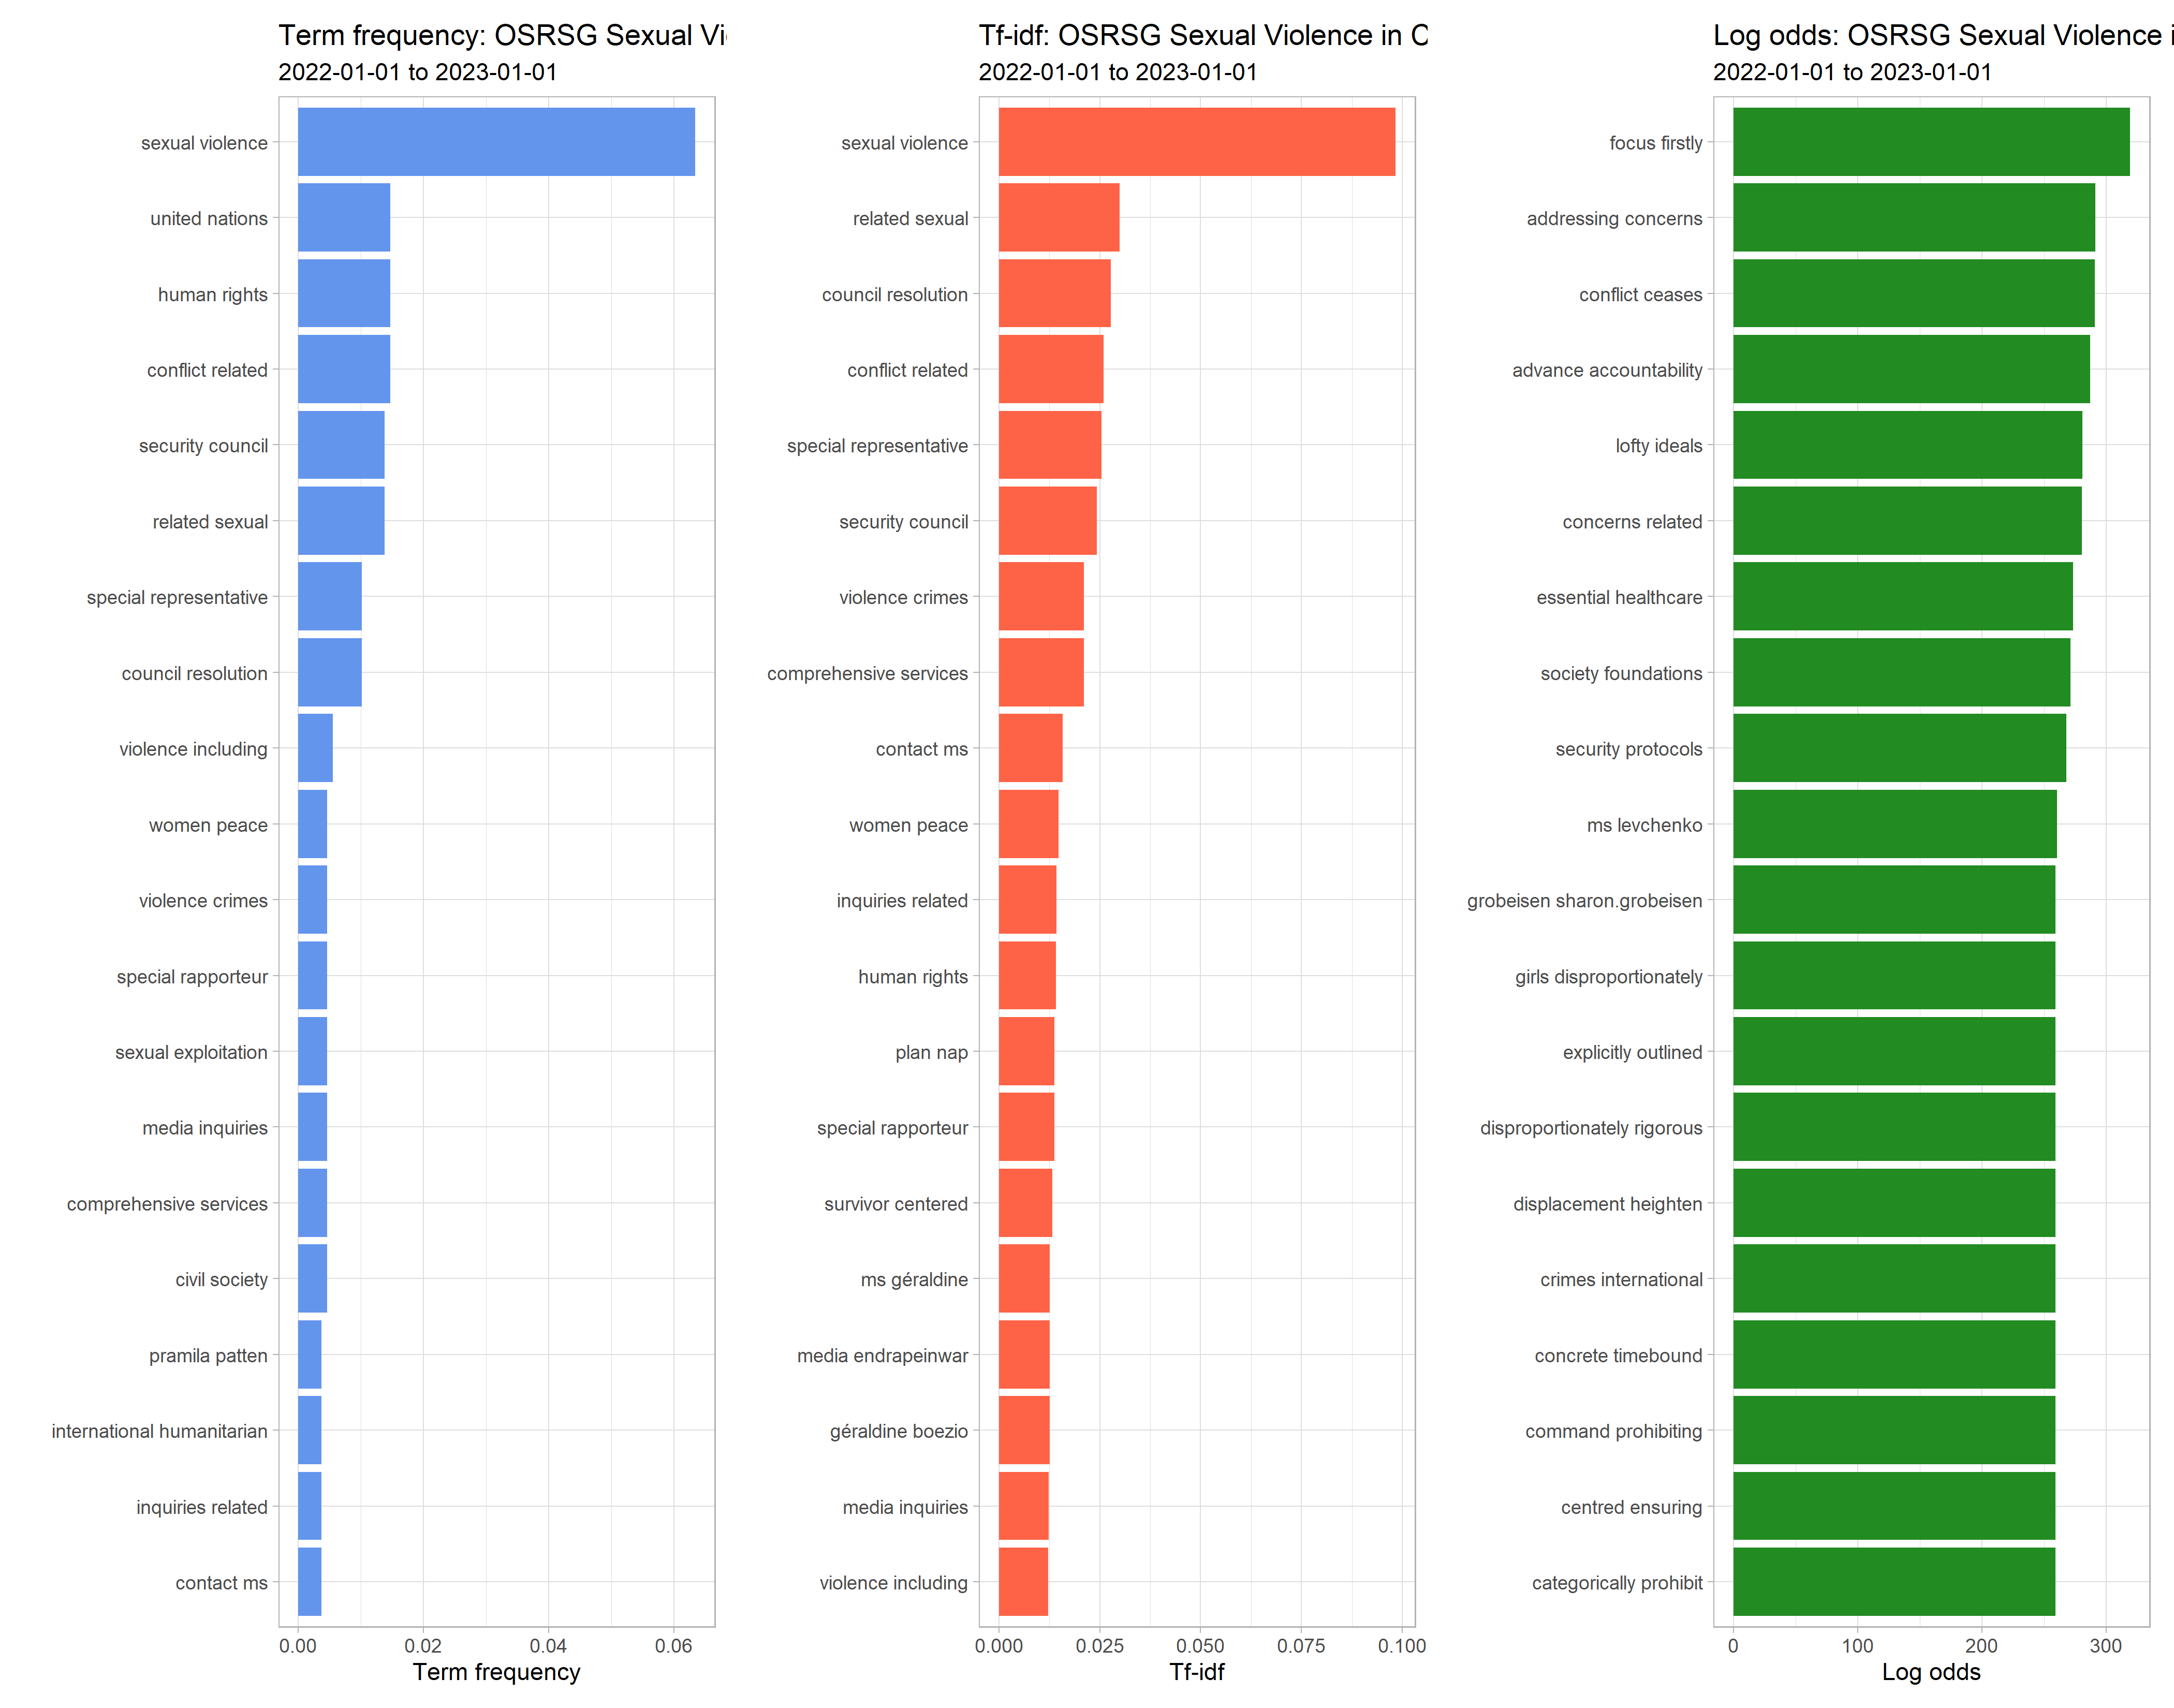 Term frequency: OSRSG Sexual Vi
2022-01-01 to 2023-01-01
sexual violence
united nations
human rights
conflict related
security council
related sexual
special representative
council resolution
violence including
women peace
violence crimes
special rapporteur
sexual exploitation
media inquiries
comprehensive services
civil society
pramila patten
international humanitarian
inquiries related
contact ms
0.00 0.02 0.04 0.06
Term frequency
Tf-idf: OSRSG Sexual Violence in C
2022-01-01 to 2023-01-01
sexual violence
related sexual
council resolution
conflict related
special representative
security council
violence crimes
comprehensive services
contact ms
women peace
inquiries related
human rights
plan nap
special rapporteur
survivor centered
ms géraldine
media endrapeinwar
géraldine boezio
media inquiries
violence including
0.000 0.025 0.050 0.075 0.100
Tf-idf
Log odds: OSRSG Sexual Violence i
2022-01-01 to 2023-01-01
focus firstly
addressing concerns
conflict ceases
advance accountability
lofty ideals
concerns related
essential healthcare
society foundations
security protocols
ms levchenko
grobeisen sharon.grobeisen
girls disproportionately
explicitly outlined
disproportionately rigorous
displacement heighten
crimes international
concrete timebound
command prohibiting
centred ensuring
categorically prohibit
0 100 200 300
Log odds